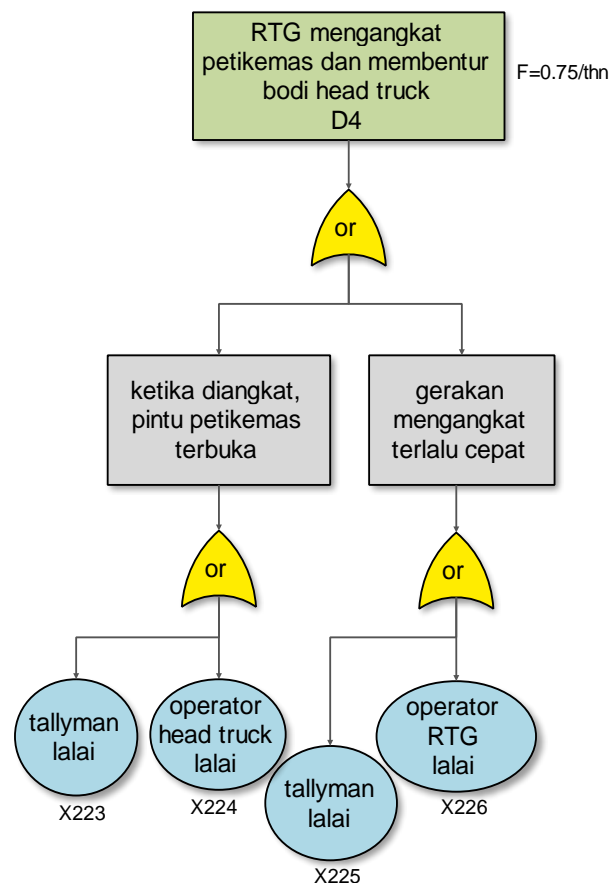 RTG mengangkat
petikemas dan membentur
bodi head truck
D4
F=0.75/thn
or
ketika diangkat,
pintu petikemas
terbuka
gerakan
mengangkat
terlalu cepat
or
or
tallyman
lalai
X223
operator
head truck
lalai
X224
tallyman
lalai
X225
operator
RTG
lalai
X226